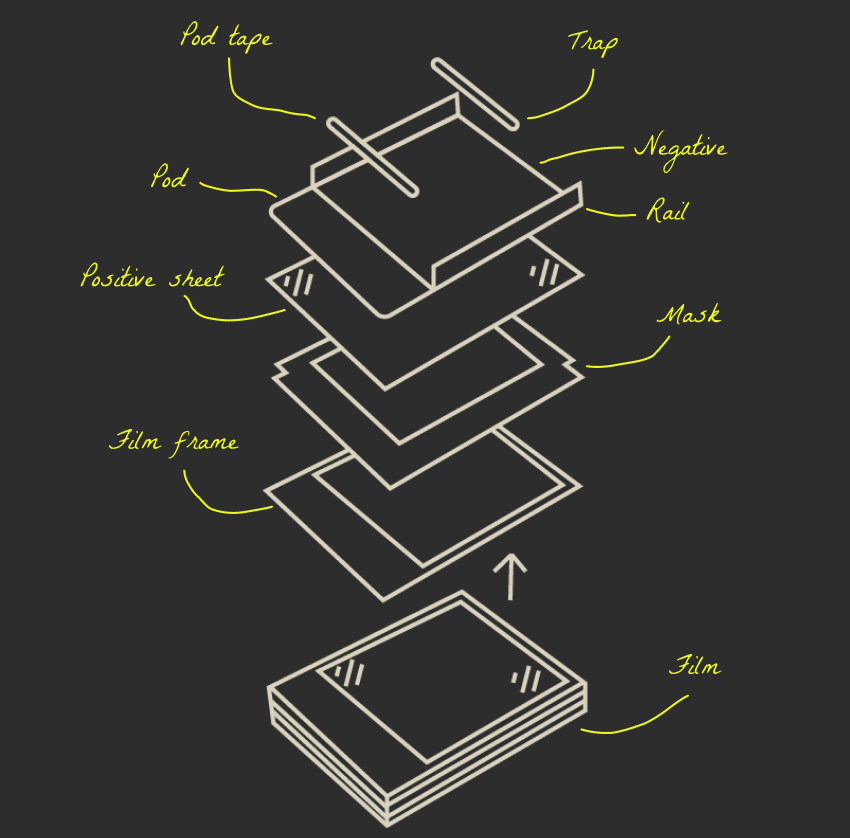 Pod tape
Trap
Negative
Pod
Rail
Positive sheet
Mask
Film frame
Film